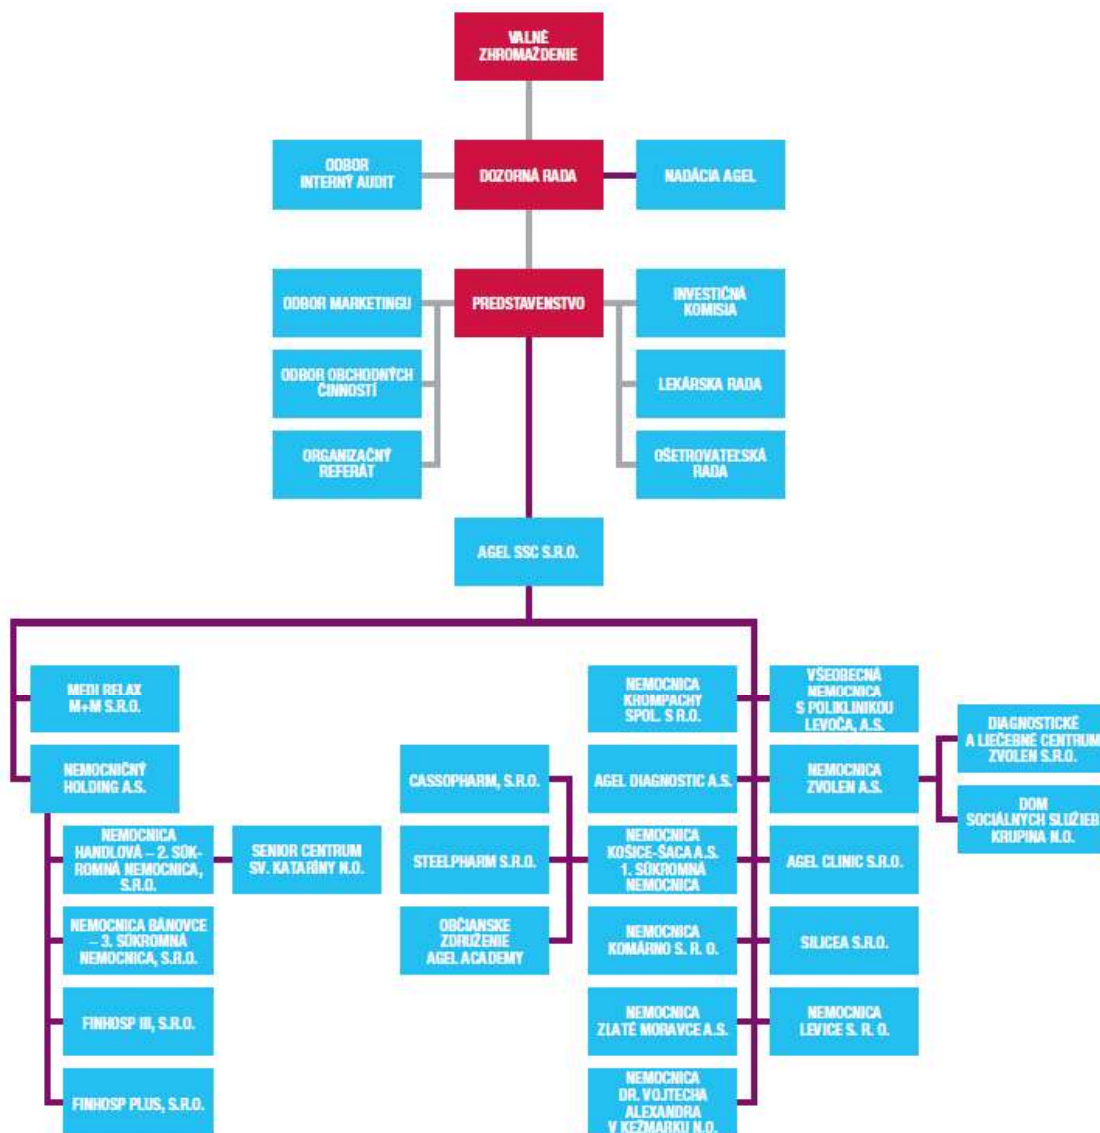 VALNÉ
ZHROMAŽDENIE
ODBOR
INTERNÝ AUDIT
DOZORNÁ RADA
NADÁCIA AGEL
ODBOR MARKETINGU
PREDSTAVENSTVO
INVESTIČNÁ
KOMISIA
ODBOR OBCHODNÝCH
ČINNOSTÍ
LEKÁRSKA RADA
ORGANIZAČNÝ
REFERÁT
OŠETROVATEĽSKÁ
RADA
AGEL SSC S.R.O.
MEDI RELAX
M+M S.R.O.
NEMOCNICA
KROMPACHY
SPOL. S R.O.
VŠEOBECNÁ
NEMOCNICA
S POLIKLINIKOU
LEVOČA, A.S.
DIAGNOSTICKÉ
A LIEČEBNÉ CENTRUM
ZVOLEN S.R.O.
NEMOCNIČNÝ
HOLDING A.S.
CASSOPHARM, S.R.O.
AGEL DIAGNOSTIC A.S.
NEMOCNICA
ZVOLEN A.S.
DOM
SOCIÁLNYCH SLUŽIEB
KRUPINA N.O.
NEMOCNICA
HANDLOVÁ – 2. SÚK-
ROMNÁ NEMOCNICA,
S.R.O.
SENIOR CENTRUM
SV. KATARÍNY N.O.
STEELPHARM S.R.O.
NEMOCNICA
KOŠICE-ŠACA A.S.
1. SÚKROMNÁ
NEMOCNICA
AGEL CLINIC S.R.O.
NEMOCNICA BÁNOVCE
– 3. SÚKROMNÁ
NEMOCNICA, S.R.O.
OBČIANSKE
ZDRUŽENIE
AGEL ACADEMY
NEMOCNICA
KOMÁRNO S. R. O.
SILICEA S.R.O.
FINHOSP III, S.R.O.
NEMOCNICA
ZLATÉ MORAVCE A.S.
NEMOCNICA
LEVICE S. R. O.
FINHOSP PLUS, S.R.O.
NEMOCNICA
DR. VOJTECHA
ALEXANDRA
V KEŽMARKU N.O.